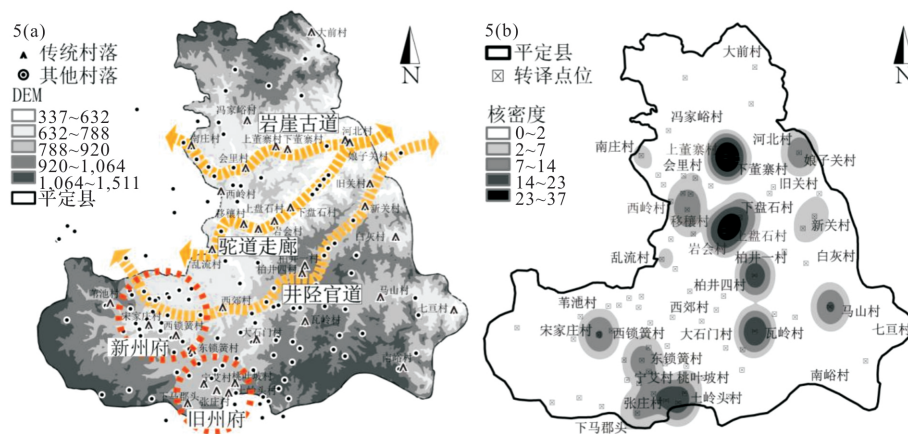 5(a)
传统村落
其他村落
DEM
337~632
632~788
788~920
920~1,064
1,064~1,511
平定县
N
大前村
冯家峪村
岩崖古道
河北村
南庄村
上董寨村
下董寨村
娘子关村
会里村
旧关村
西岭村
移穰村
上盘石村
下盘石村
新关村
岩会村
驼道走廊
白灰村
乱流村
柏井四村
井陉官道
马山村
苇池村
宋家庄村
西郊村
七亘村
瓦岭村
西锁簧村
大石门村
新州府
东锁簧村
宁艾村
桃叶坡村
张庄村
下马郡头
旧州府
5(b)
平定县
转译点位
核密度
0~2
2~7
7~14
14~23
23~37
N
大前村
冯家峪村
河北村
南庄村
上董寨村
下董寨村
娘子关村
会里村
旧关村
西岭村
移穰村
下盘石村
上盘石村
新关村
岩会村
柏井一村
白灰村
乱流村
柏井四村
苇池村
西郊村
马山村
宋家庄村
西锁簧村
大石门村
瓦岭村
七亘村
东锁簧村
宁艾村
桃叶坡村
南峪村
张庄村
土岭头村
下马郡头